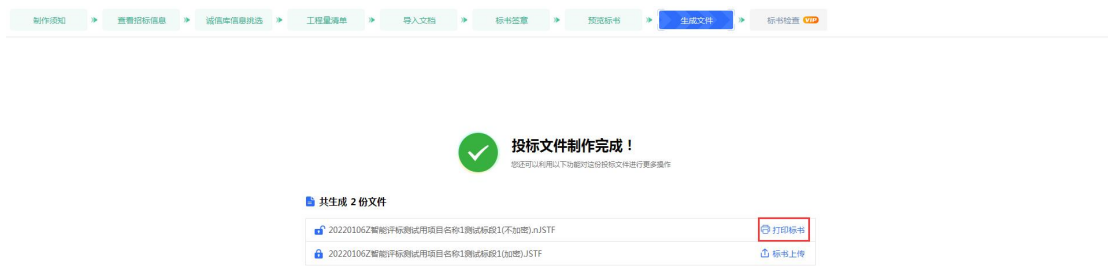 制作须知 查看招标信息 诚信库信息挑选 工程量清单 导入文档 标书签章 预览标书 生成文件 标书检查 VIP
投标文件制作完成！
您还可以利用以下功能对这份投标文件进行更多操作
共生成 2 份文件
20220106Z智能评标测试用项目名称1测试标段1(不加密).nJSTF 打印标书
20220106Z智能评标测试用项目名称1测试标段1(加密).JSTF 标书上传